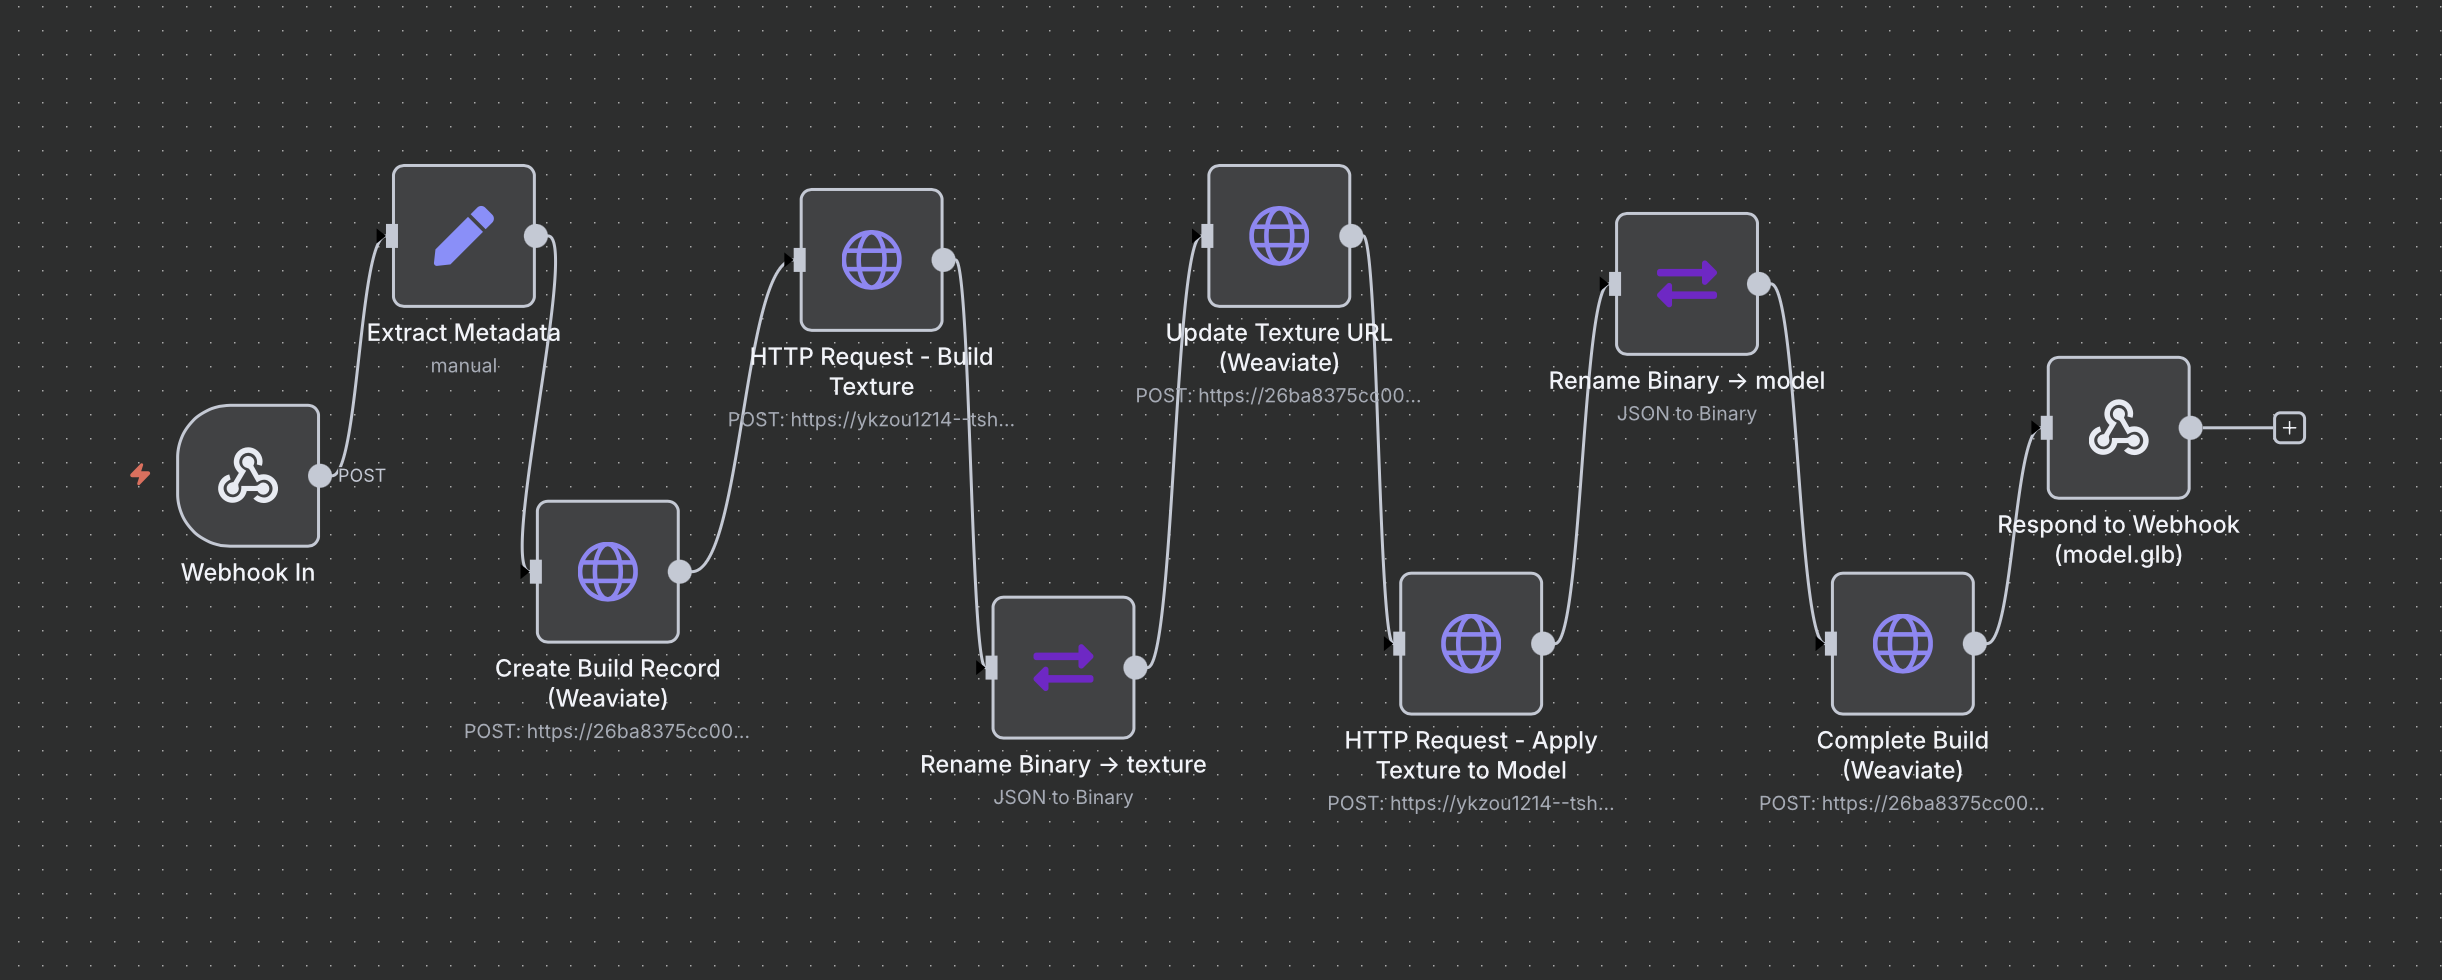 POST
Webhook In
Extract Metadata
manual
Create Build Record
(Weaviate)
POST: https://26ba8375cc00...
HTTP Request - Build
Texture
POST: https://ykzou1214--tsh...
Rename Binary → texture
JSON to Binary
Update Texture URL
(Weaviate)
POST: https://26ba8375cc00...
HTTP Request - Apply
Texture to Model
POST: https://ykzou1214--tsh...
Rename Binary → model
JSON to Binary
Complete Build
(Weaviate)
POST: https://26ba8375cc00...
Respond to Webhook
(model.glb)